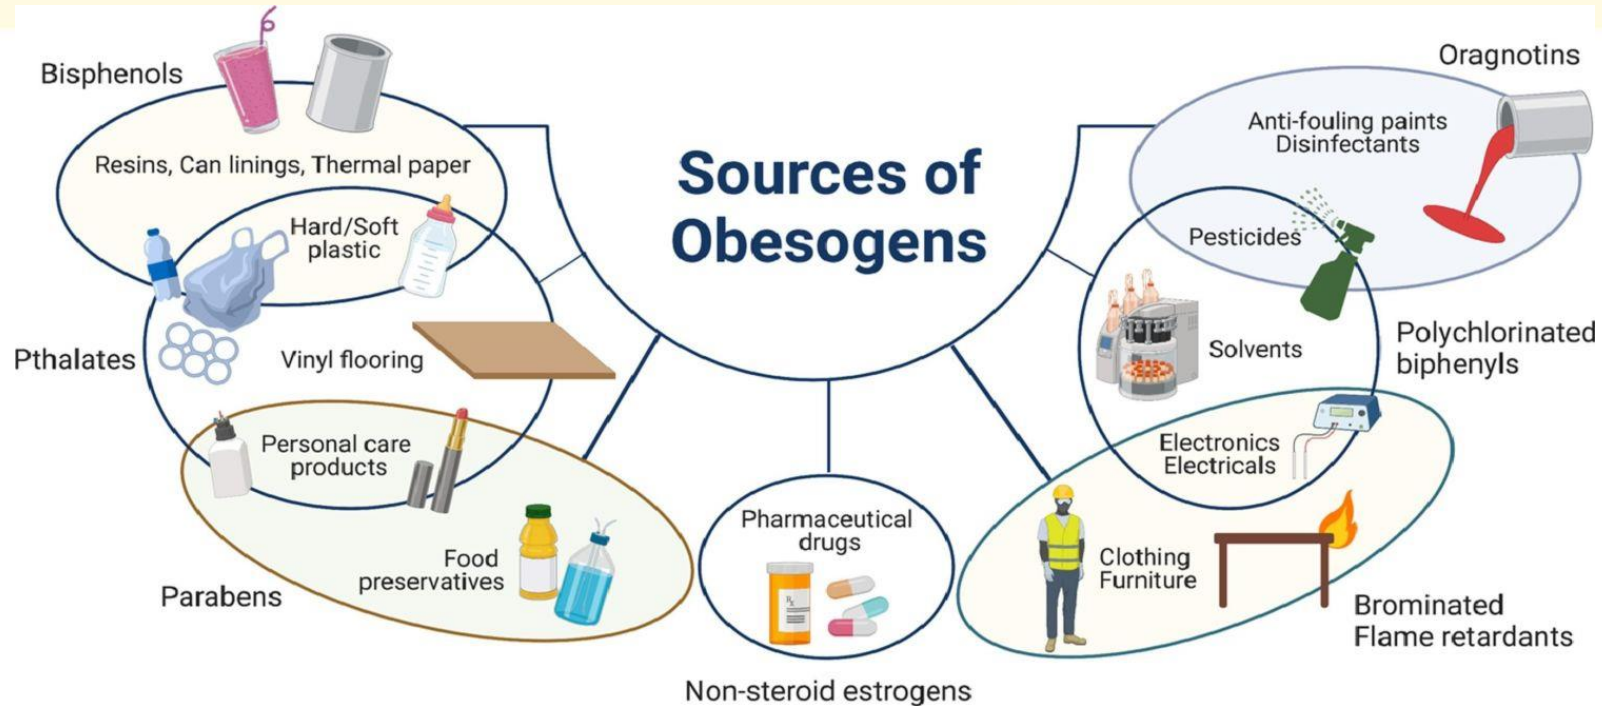 Sources of
Obesogens
Bisphenols
Resins, Can linings, Thermal paper
Hard/Soft
plastic
Pthalates
Vinyl flooring
Personal care
products
Food
preservatives
Parabens
Pharmaceutical
drugs
Rx
Non-steroid estrogens
Oragnotins
Anti-fouling paints
Disinfectants
Pesticides
Solvents
Polychlorinated
biphenyls
Electronics
Electricals
Clothing
Furniture
Brominated
Flame retardants